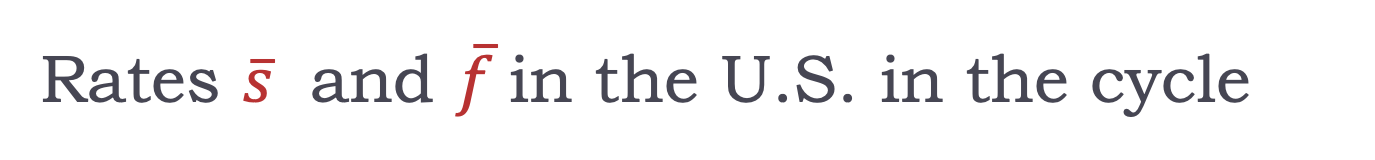 Rates s̄ and f̄ in the U.S. in the cycle